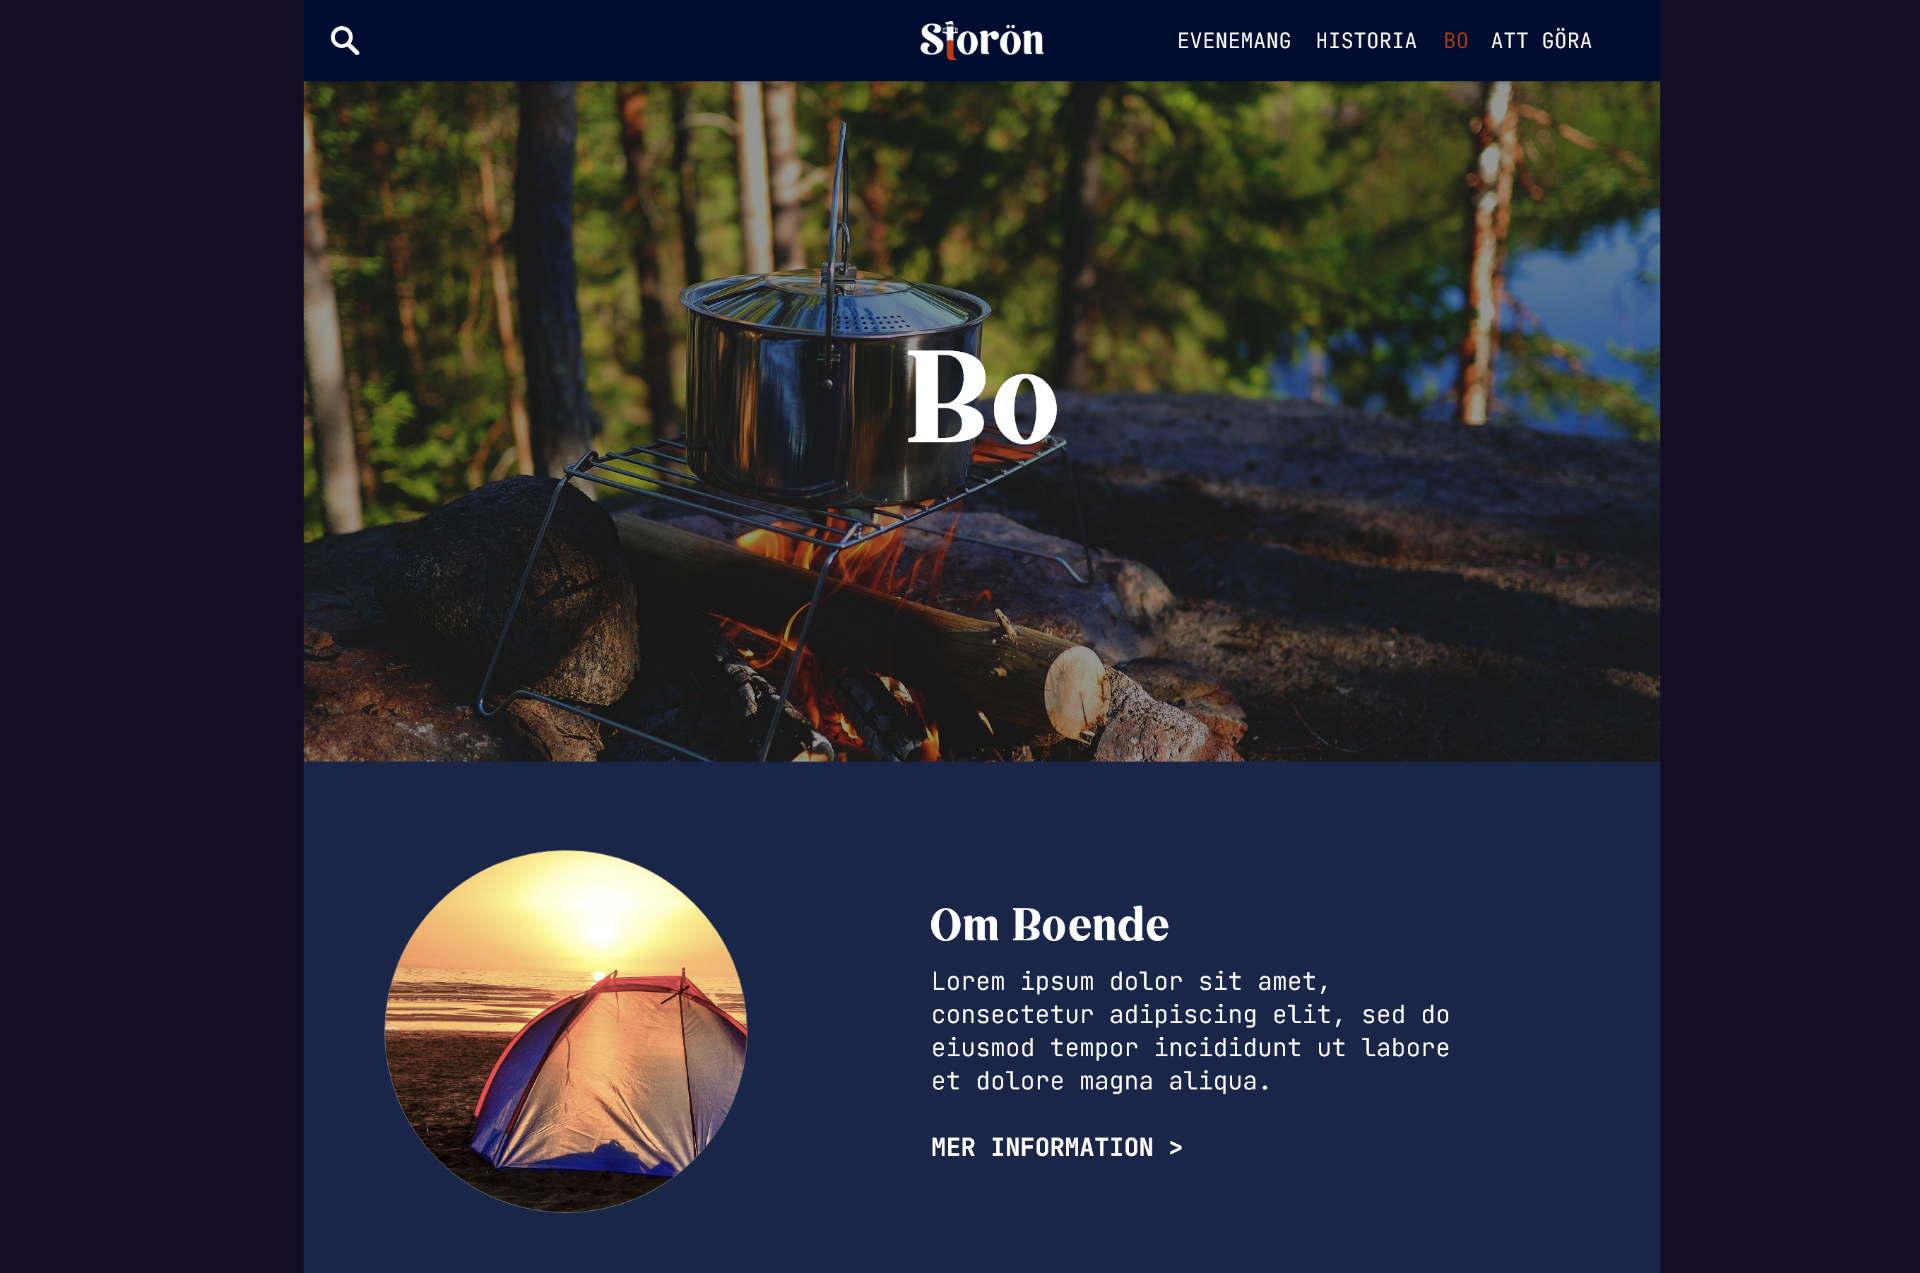 Storön
EVENEMANG HISTORIA BO ATT GÖRA
Bo
Om Boende
Lorem ipsum dolor sit amet,
consectetur adipiscing elit, sed do
eiusmod tempor incididunt ut labore
et dolore magna aliqua.
MER INFORMATION >